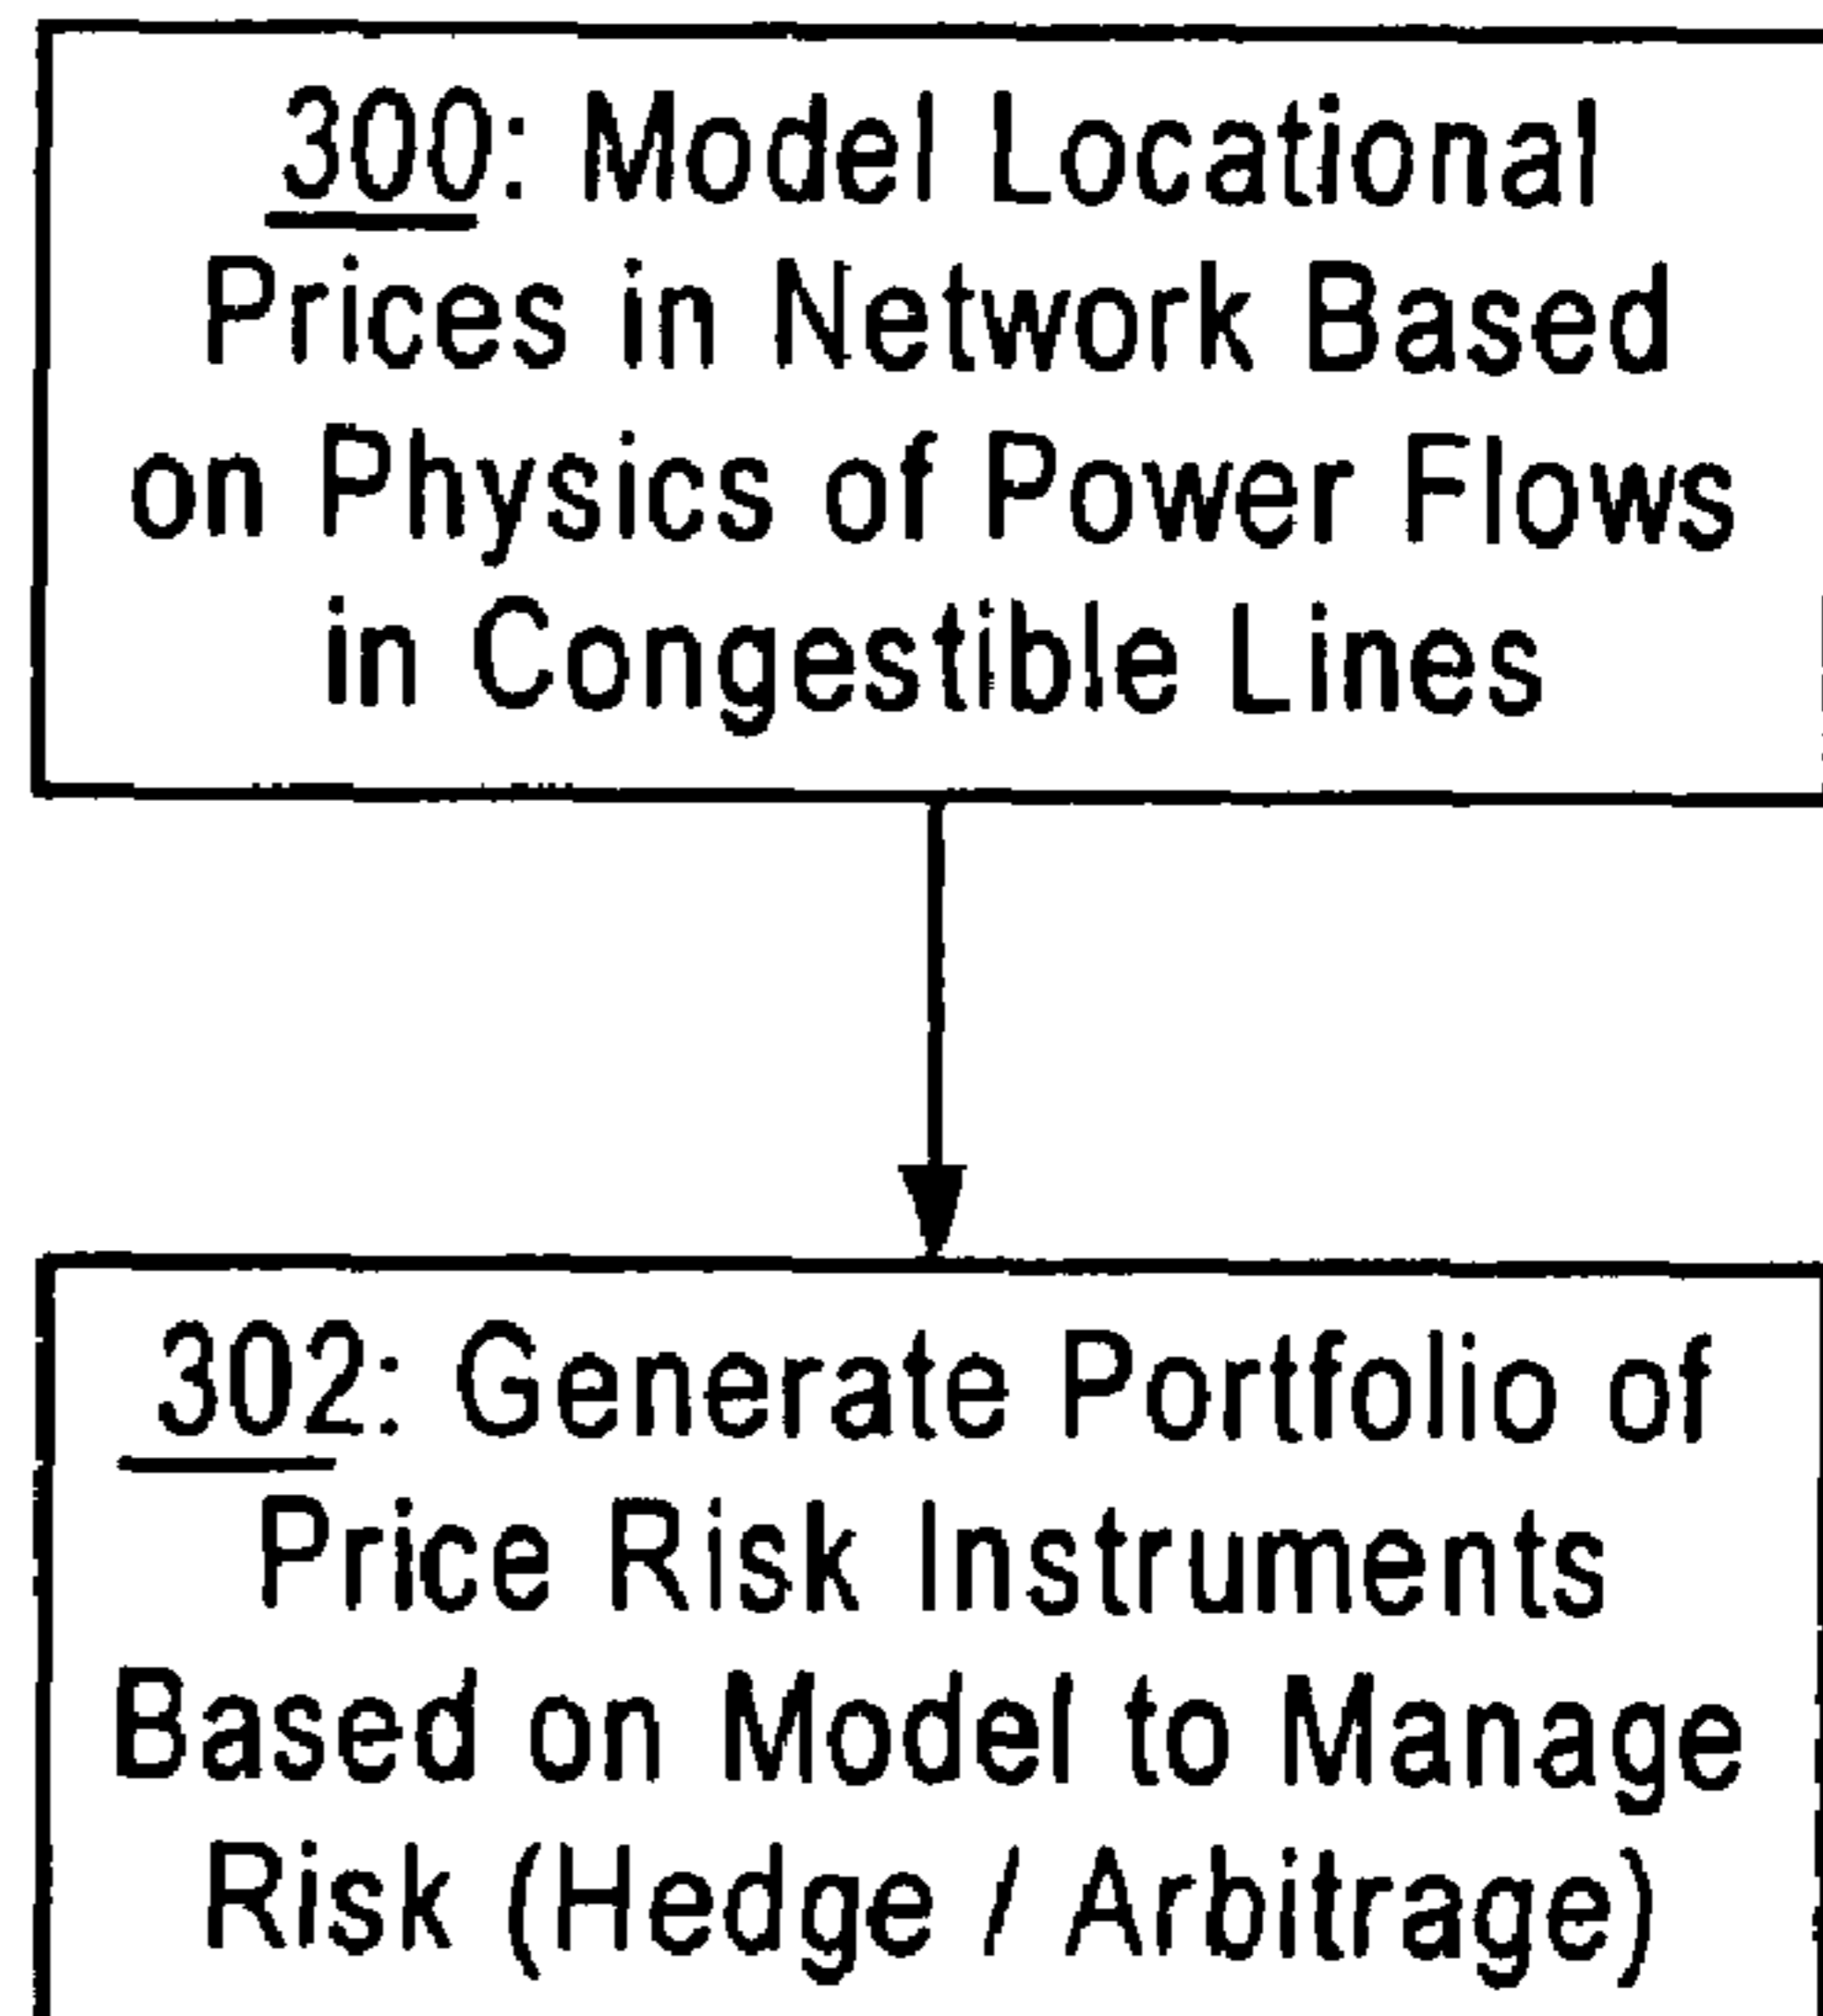 300: Model Locational
Prices in Network Based
on Physics of Power Flows
in Congestible Lines
302: Generate Portfolio of
Price Risk Instruments
Based on Model to Manage
Risk (Hedge / Arbitrage)